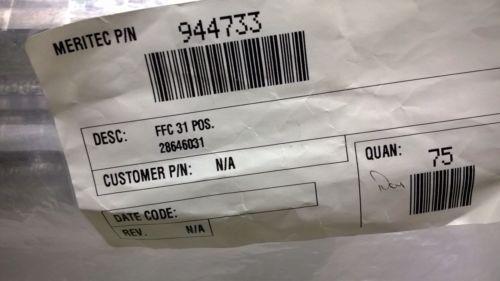 MERITEC P/N 944733
DESC: FFC 31 POS.
28646031
CUSTOMER P/N: N/A
QUAN: 75
DATE CODE:
REV. N/A